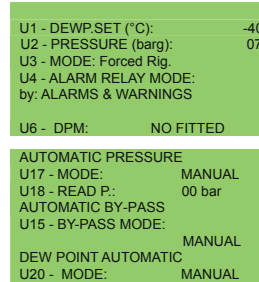 U1 - DEWP.SET (°C): -40
U2 - PRESSURE (barg): 07
U3 - MODE: Forced Rig.
U4 - ALARM RELAY MODE:
by: ALARMS & WARNINGS
U6 - DPM: NO FITTED
AUTOMATIC PRESSURE
U17 - MODE: MANUAL
U18 - READ P.: 00 bar
AUTOMATIC BY-PASS
U15 - BY-PASS MODE:
MANUAL
DEW POINT AUTOMATIC
U20 - MODE: MANUAL